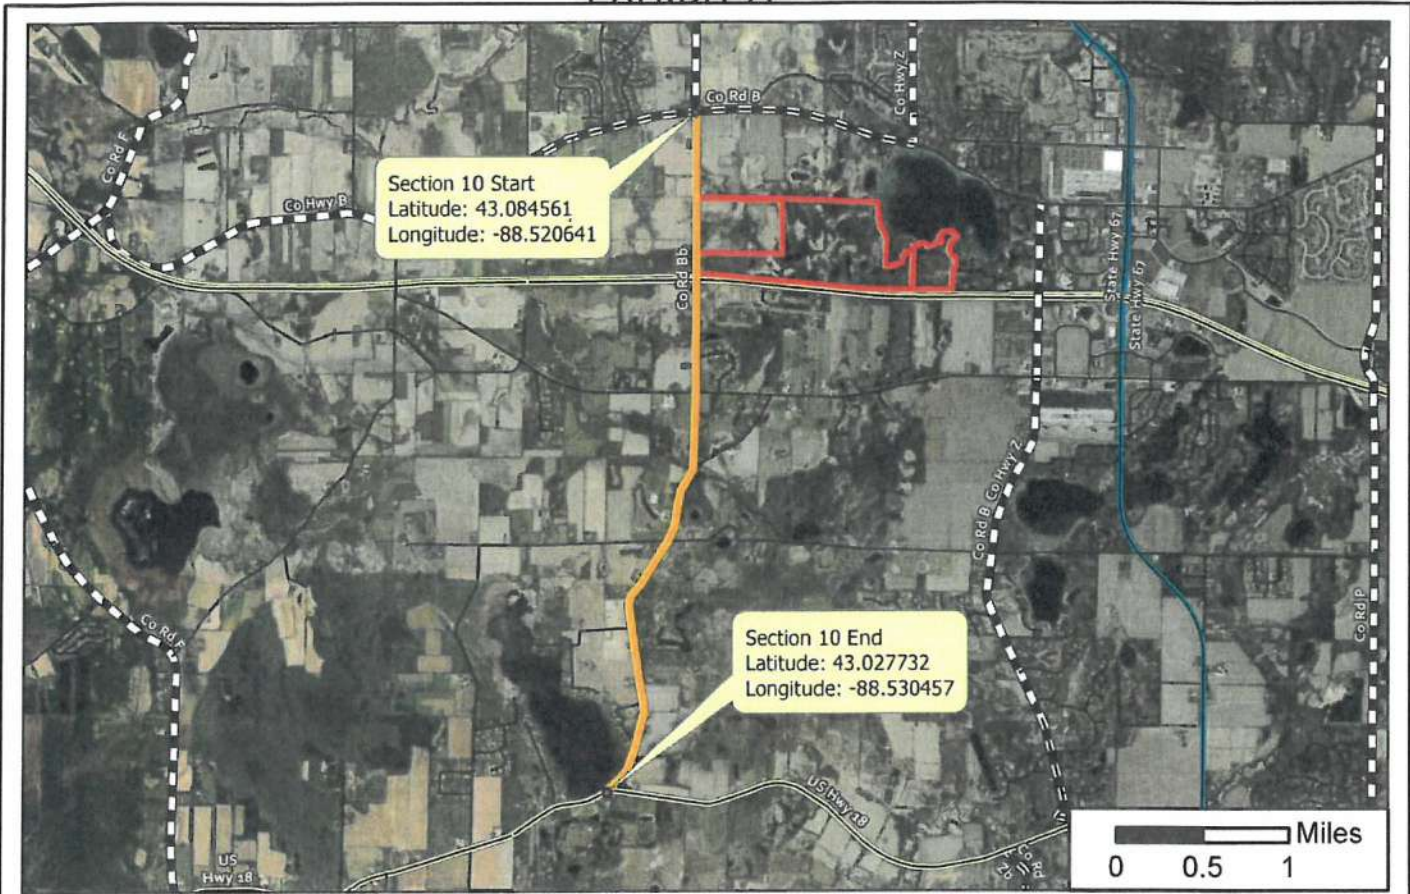 Co Rd B
Co Hwy Z
Co Rd F
Section 10 Start
Latitude: 43.084561
Longitude: -88.520641
Co Hwy B
Co Rd Bb
State Hwy 67
State Hwy 67
Co Rd B
Co Hwy Z
Co Rd F
Co Rd P
Section 10 End
Latitude: 43.027732
Longitude: -88.530457
US Hwy 18
US
Hwy 18
Co Rd
Miles
0 0.5 1